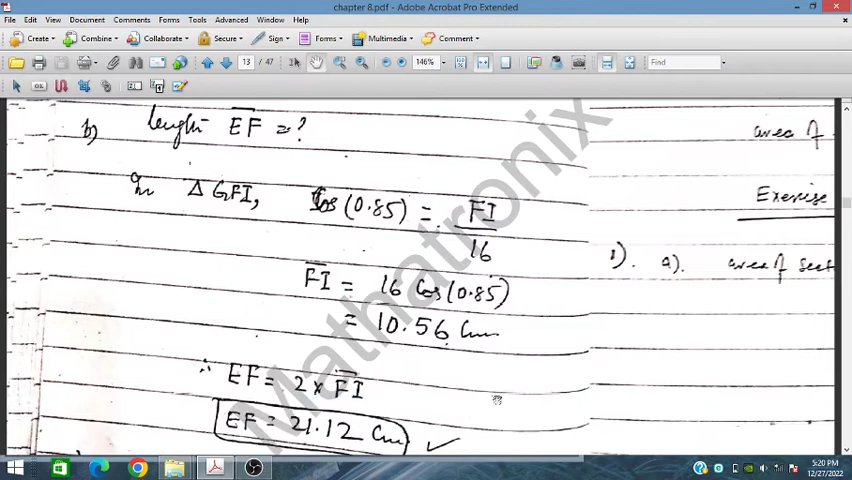 chapter 8.pdf - Adobe Acrobat Pro Extended
File Edit View Document Comments Forms Tools Advanced Window Help
Create Combine Collaborate Secure Sign Forms Multimedia Comment
13 / 47 146% Find
b) length EF = ?
In Δ GFI, Cos(0.85) = FI
16
FI = 16 Cos(0.85)
= 10.56 Cm
∴ EF = 2 × FI
EF = 21.12 Cm ✓
area of
Exercise
1). a). area of sect
Mathatronix
5:20 PM
12/27/2022